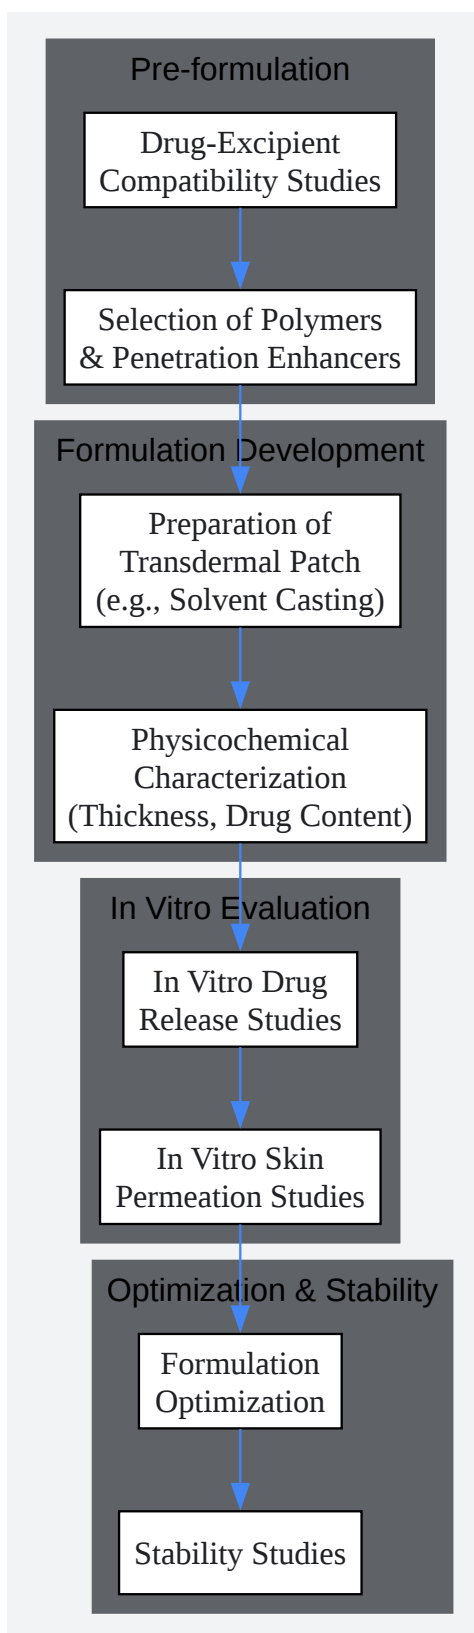 Pre-formulation
Drug-Excipient
Compatibility Studies
Selection of Polymers
& Penetration Enhancers
Formulation Development
Preparation of
Transdermal Patch
(e.g., Solvent Casting)
Physicochemical
Characterization
(Thickness, Drug Content)
In Vitro Evaluation
In Vitro Drug
Release Studies
In Vitro Skin
Permeation Studies
Optimization & Stability
Formulation
Optimization
Stability Studies